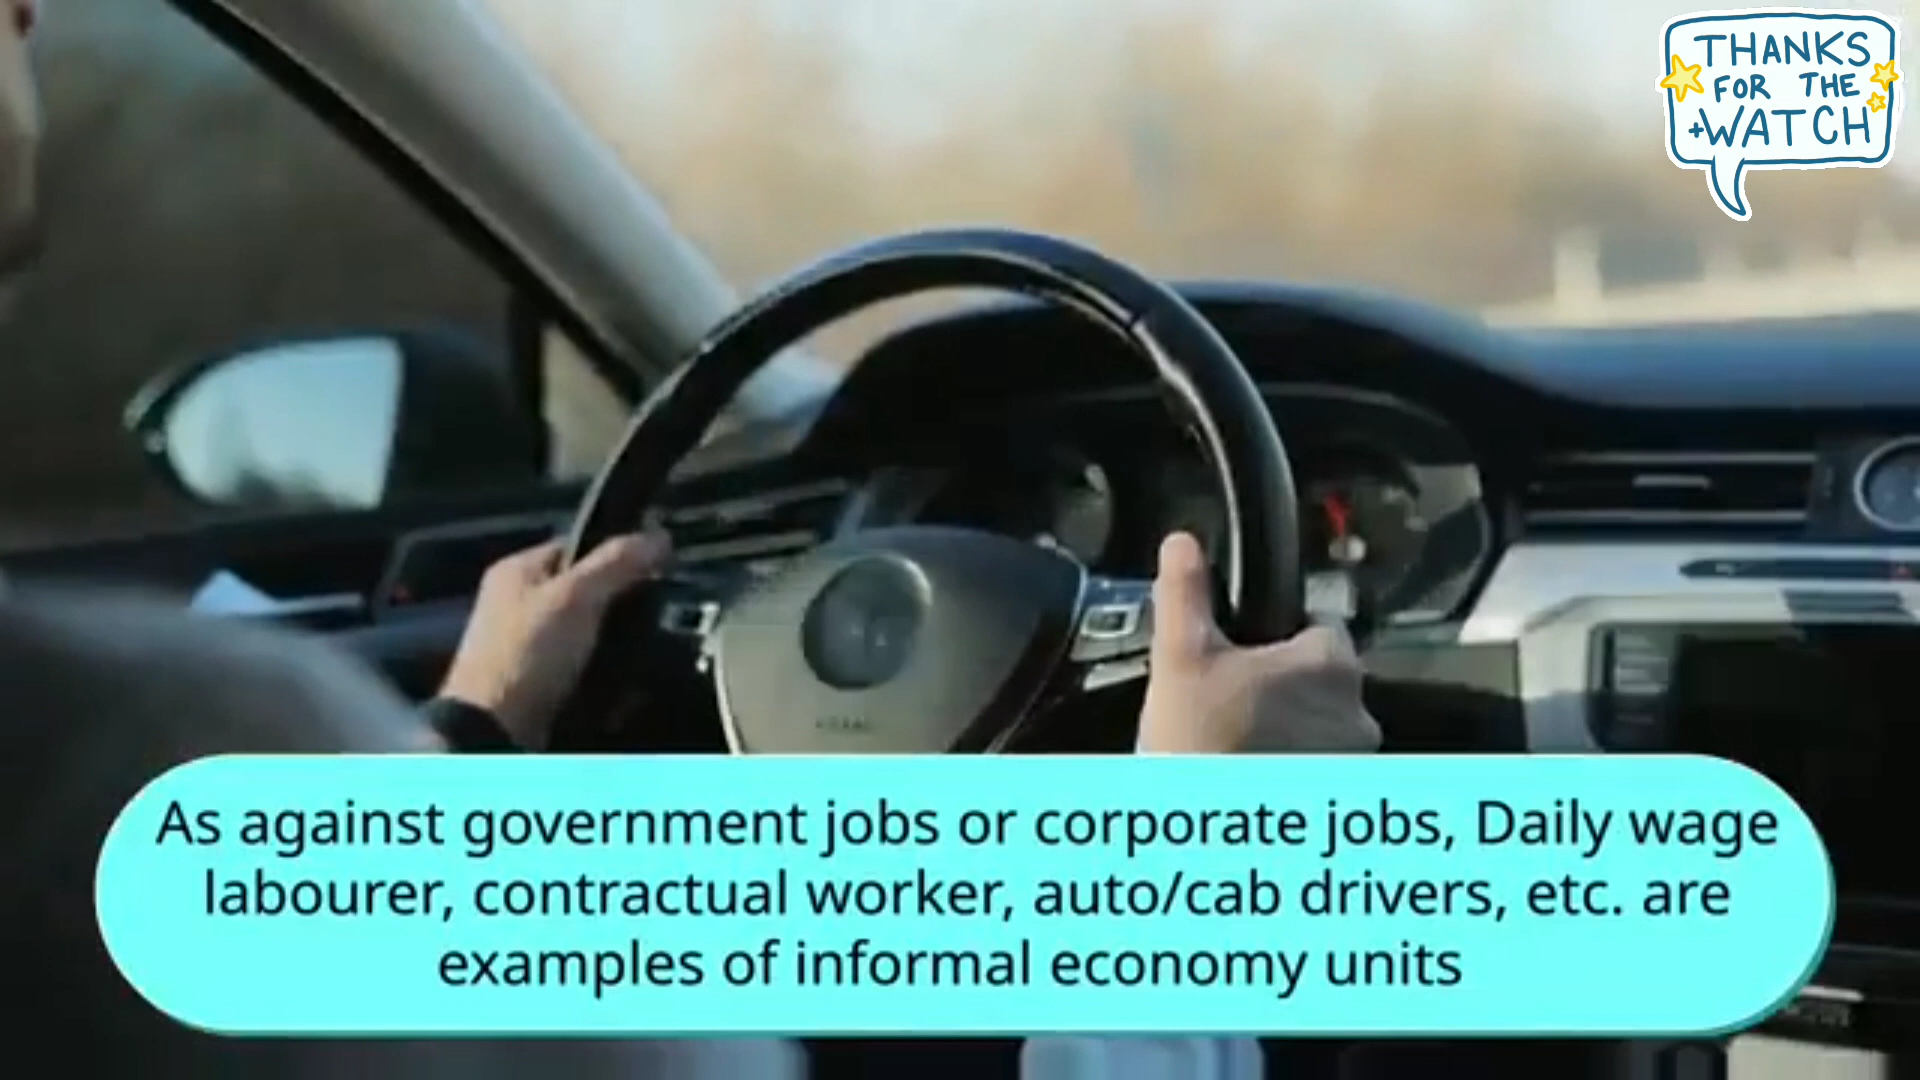 THANKS
FOR THE
WATCH
As against government jobs or corporate jobs, Daily wage
labourer, contractual worker, auto/cab drivers, etc. are
examples of informal economy units